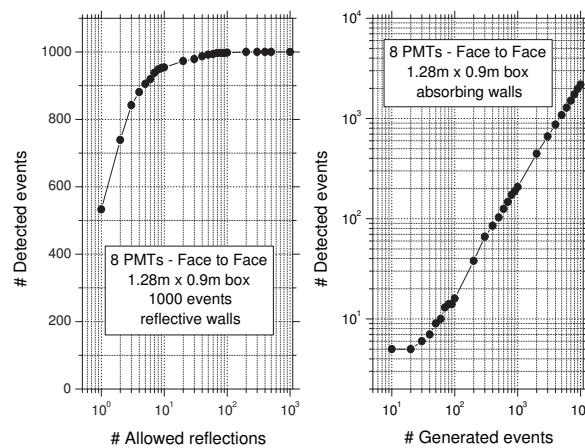 1000
800
600
400
200
0
# Detected events
8 PMTs - Face to Face
1.28m x 0.9m box
1000 events
reflective walls
10^0 10^1 10^2 10^3
# Allowed reflections
10^4
10^3
10^2
10^1
# Detected events
8 PMTs - Face to Face
1.28m x 0.9m box
absorbing walls
10^1 10^2 10^3 10^4
# Generated events